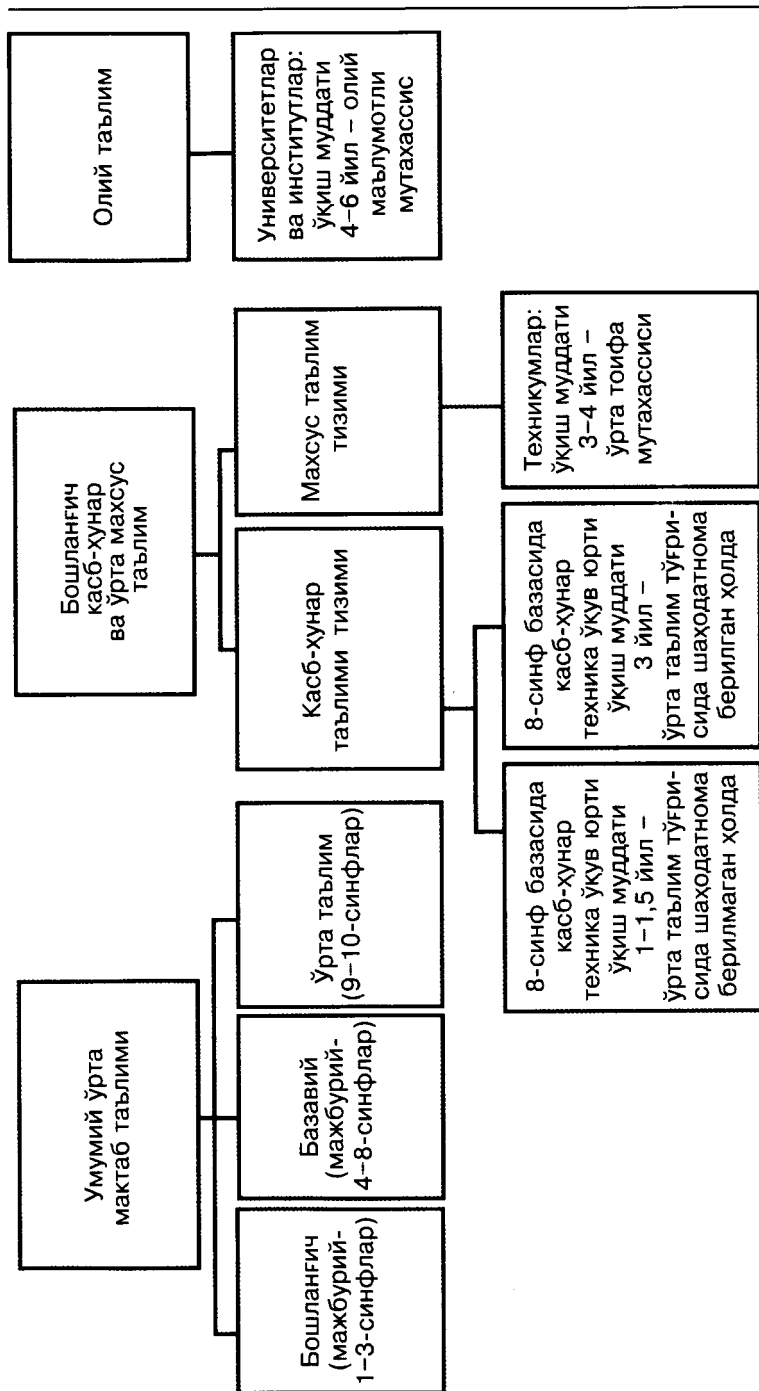 Умумий ўрта
мактаб таълими
Бошланғич
(мажбурий-
1–3-синфлар)
Базавий
(мажбурий-
4–8-синфлар)
Ўрта таълим
(9–10-синфлар)
Бошланғич
касб-ҳунар
ва ўрта махсус
таълим
Касб-ҳунар
таълими тизими
Махсус таълим
тизими
8-синф базасида
касб-ҳунар
техника ўқув юрти
ўқиш муддати
1–1,5 йил –
ўрта таълим тўғри-
сида шаҳодатнома
берилмаган ҳолда
8-синф базасида
касб-ҳунар
техника ўқув юрти
ўқиш муддати
3 йил –
ўрта таълим тўғри-
сида шаҳодатнома
берилган ҳолда
Техникумлар:
ўқиш муддати
3–4 йил –
ўрта тоифа
мутахассиси
Олий таълим
Университетлар
ва институтлар:
ўқиш муддати
4–6 йил – олий
маълумотли
мутахассис